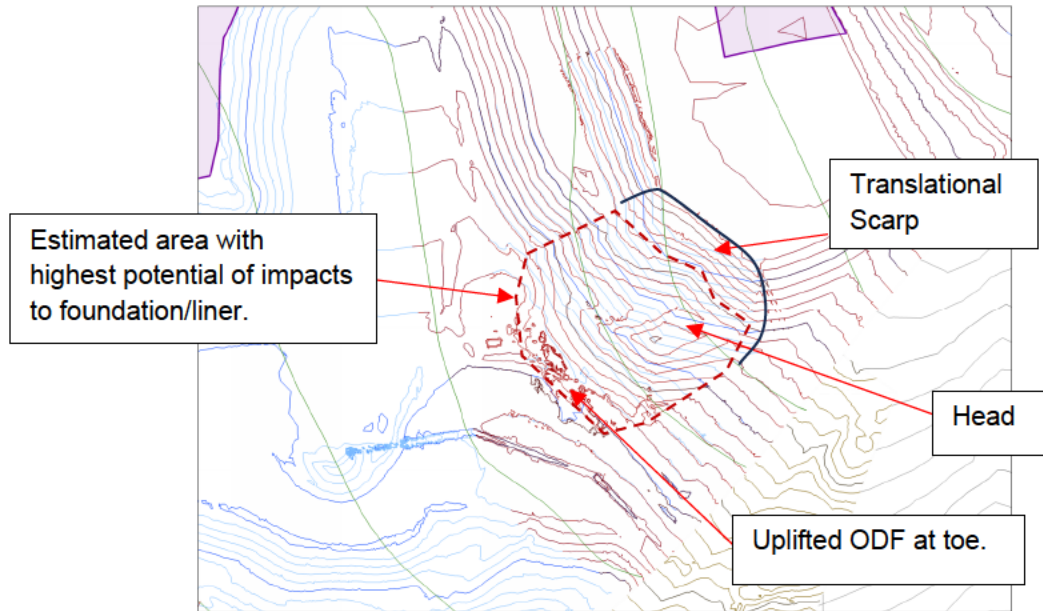 Translational
Scarp
Estimated area with
highest potential of impacts
to foundation/liner.
Head
Uplifted ODF at toe.